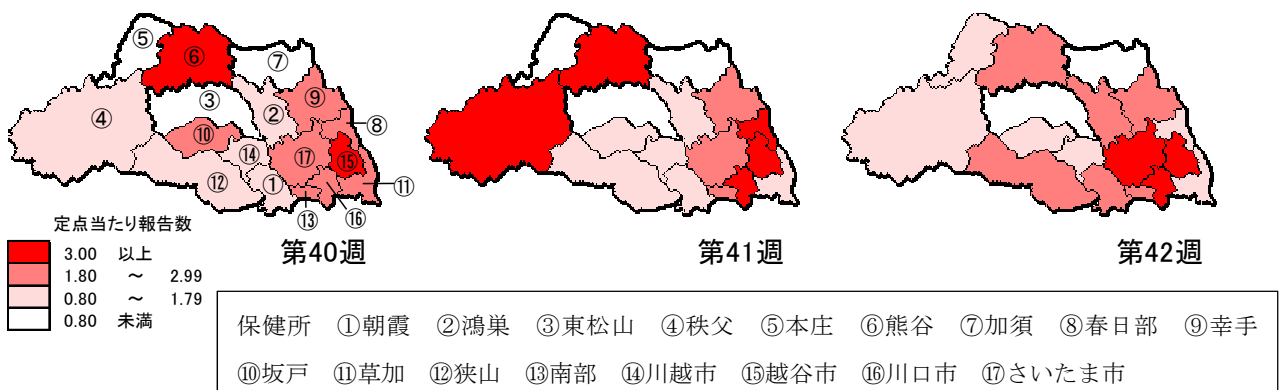 ⑤
⑥
⑦
④
③
②
⑨
⑧
⑩
⑭
⑰
⑮
⑫
①
⑪
⑬
⑯
定点当たり報告数
3.00 以上
1.80 ～ 2.99
0.80 ～ 1.79
0.80 未満
第40週
第41週
第42週
保健所 ①朝霞 ②鴻巣 ③東松山 ④秩父 ⑤本庄 ⑥熊谷 ⑦加須 ⑧春日部 ⑨幸手
⑩坂戸 ⑪草加 ⑫狭山 ⑬南部 ⑭川越市 ⑮越谷市 ⑯川口市 ⑰さいたま市